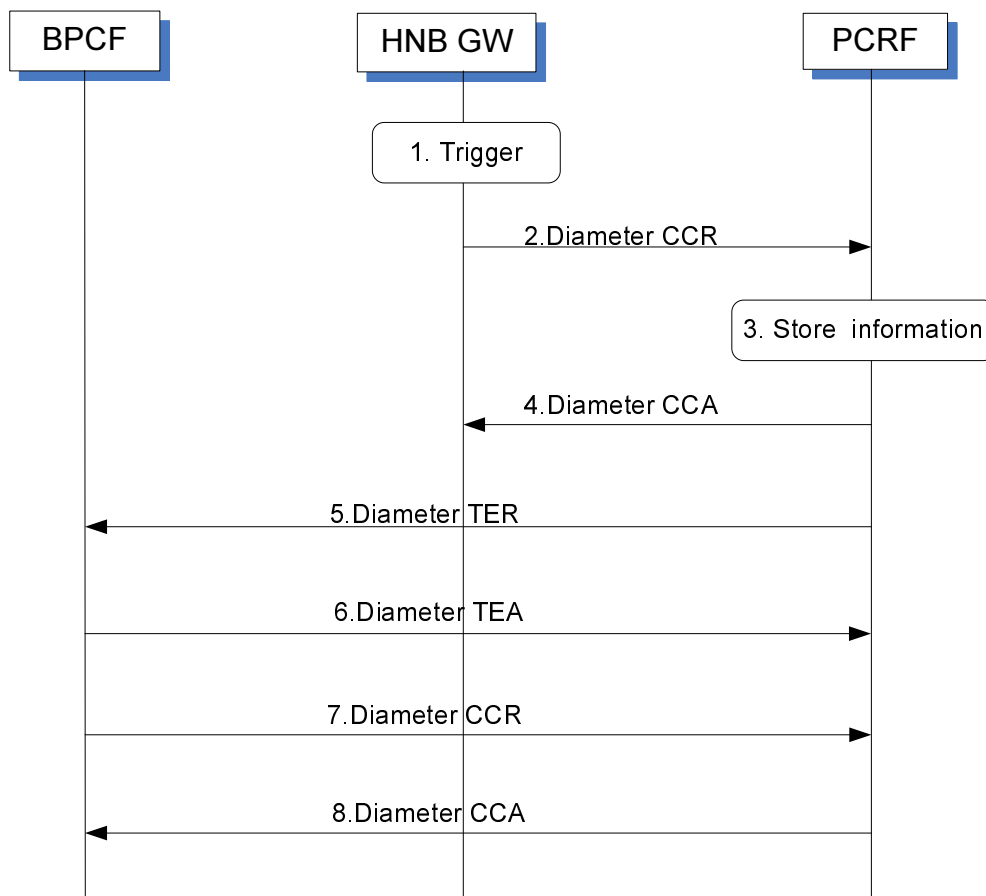 BPCF
HNB GW
PCRF
1. Trigger
2.Diameter CCR
3. Store  information
4.Diameter CCA
5.Diameter TER
6.Diameter TEA
7.Diameter CCR
8.Diameter CCA